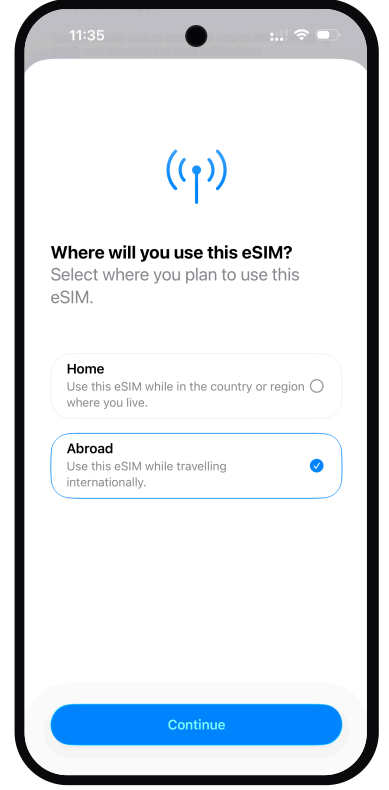 11:35
Where will you use this eSIM?
Select where you plan to use this
eSIM.
Home
Use this eSIM while in the country or region
where you live.
Abroad
Use this eSIM while travelling
internationally.
Continue